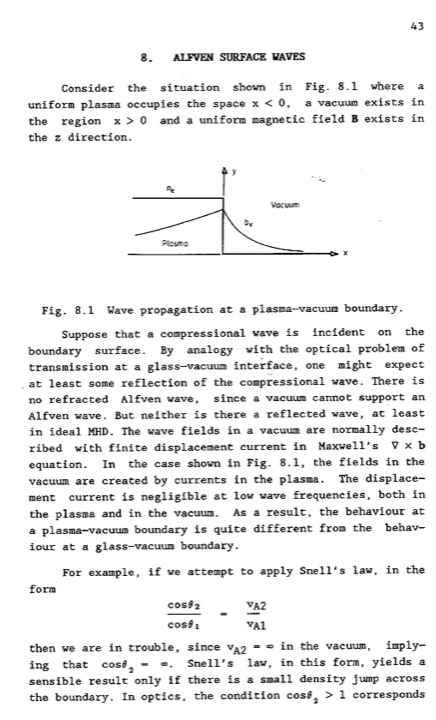 43
8. ALFVEN SURFACE WAVES
Consider the situation shown in Fig. 8.1 where a
uniform plasma occupies the space x < 0, a vacuum exists in
the region x > 0 and a uniform magnetic field B exists in
the z direction.
y
nₑ
Vacuum
bₓ
Plasma
x
Fig. 8.1 Wave propagation at a plasma-vacuum boundary.
Suppose that a compressional wave is incident on the
boundary surface. By analogy with the optical problem of
transmission at a glass-vacuum interface, one might expect
at least some reflection of the compressional wave. There is
no refracted Alfven wave, since a vacuum cannot support an
Alfven wave. But neither is there a reflected wave, at least
in ideal MHD. The wave fields in a vacuum are normally desc-
ribed with finite displacement current in Maxwell's ∇ x b
equation. In the case shown in Fig. 8.1, the fields in the
vacuum are created by currents in the plasma. The displace-
ment current is negligible at low wave frequencies, both in
the plasma and in the vacuum. As a result, the behaviour at
a plasma-vacuum boundary is quite different from the behav-
iour at a glass-vacuum boundary.
For example, if we attempt to apply Snell's law, in the
form
cosθ₂ / cosθ₁ = vA2 / vA1
then we are in trouble, since vA2 = ∞ in the vacuum, imply-
ing that cosθ₂ = ∞. Snell's law, in this form, yields a
sensible result only if there is a small density jump across
the boundary. In optics, the condition cosθ₂ > 1 corresponds